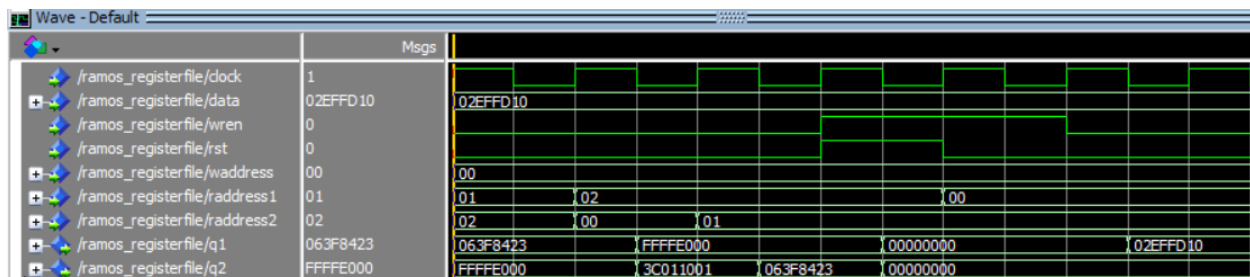 Wave - Default
Msgs
/ramos_registerfile/clock 1
/ramos_registerfile/data 02EFFD10 02EFFD10
/ramos_registerfile/wren 0
/ramos_registerfile/rst 0
/ramos_registerfile/waddress 00 00
/ramos_registerfile/raddress1 01 01 02 00
/ramos_registerfile/raddress2 02 02 00 01
/ramos_registerfile/q1 063F8423 063F8423 FFFFE000 00000000 02EFFD10
/ramos_registerfile/q2 FFFFE000 FFFFE000 3C011001 063F8423 00000000